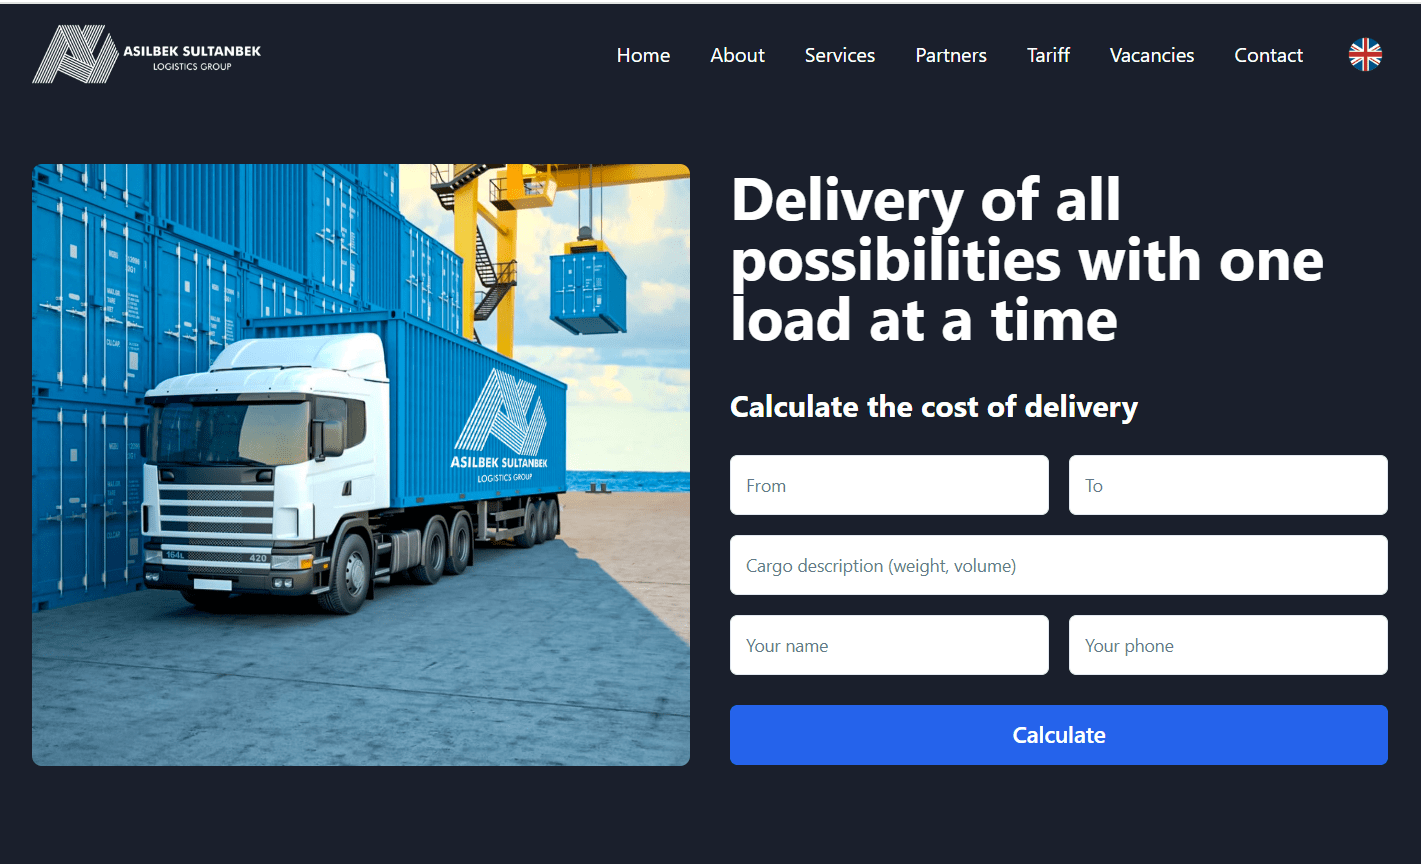 ASILBEK SULTANBEK
LOGISTICS GROUP
Home About Services Partners Tariff Vacancies Contact
Delivery of all
possibilities with one
load at a time
Calculate the cost of delivery
From To
Cargo description (weight, volume)
Your name Your phone
Calculate
ASILBEK SULTANBEK
LOGISTICS GROUP
164L 420